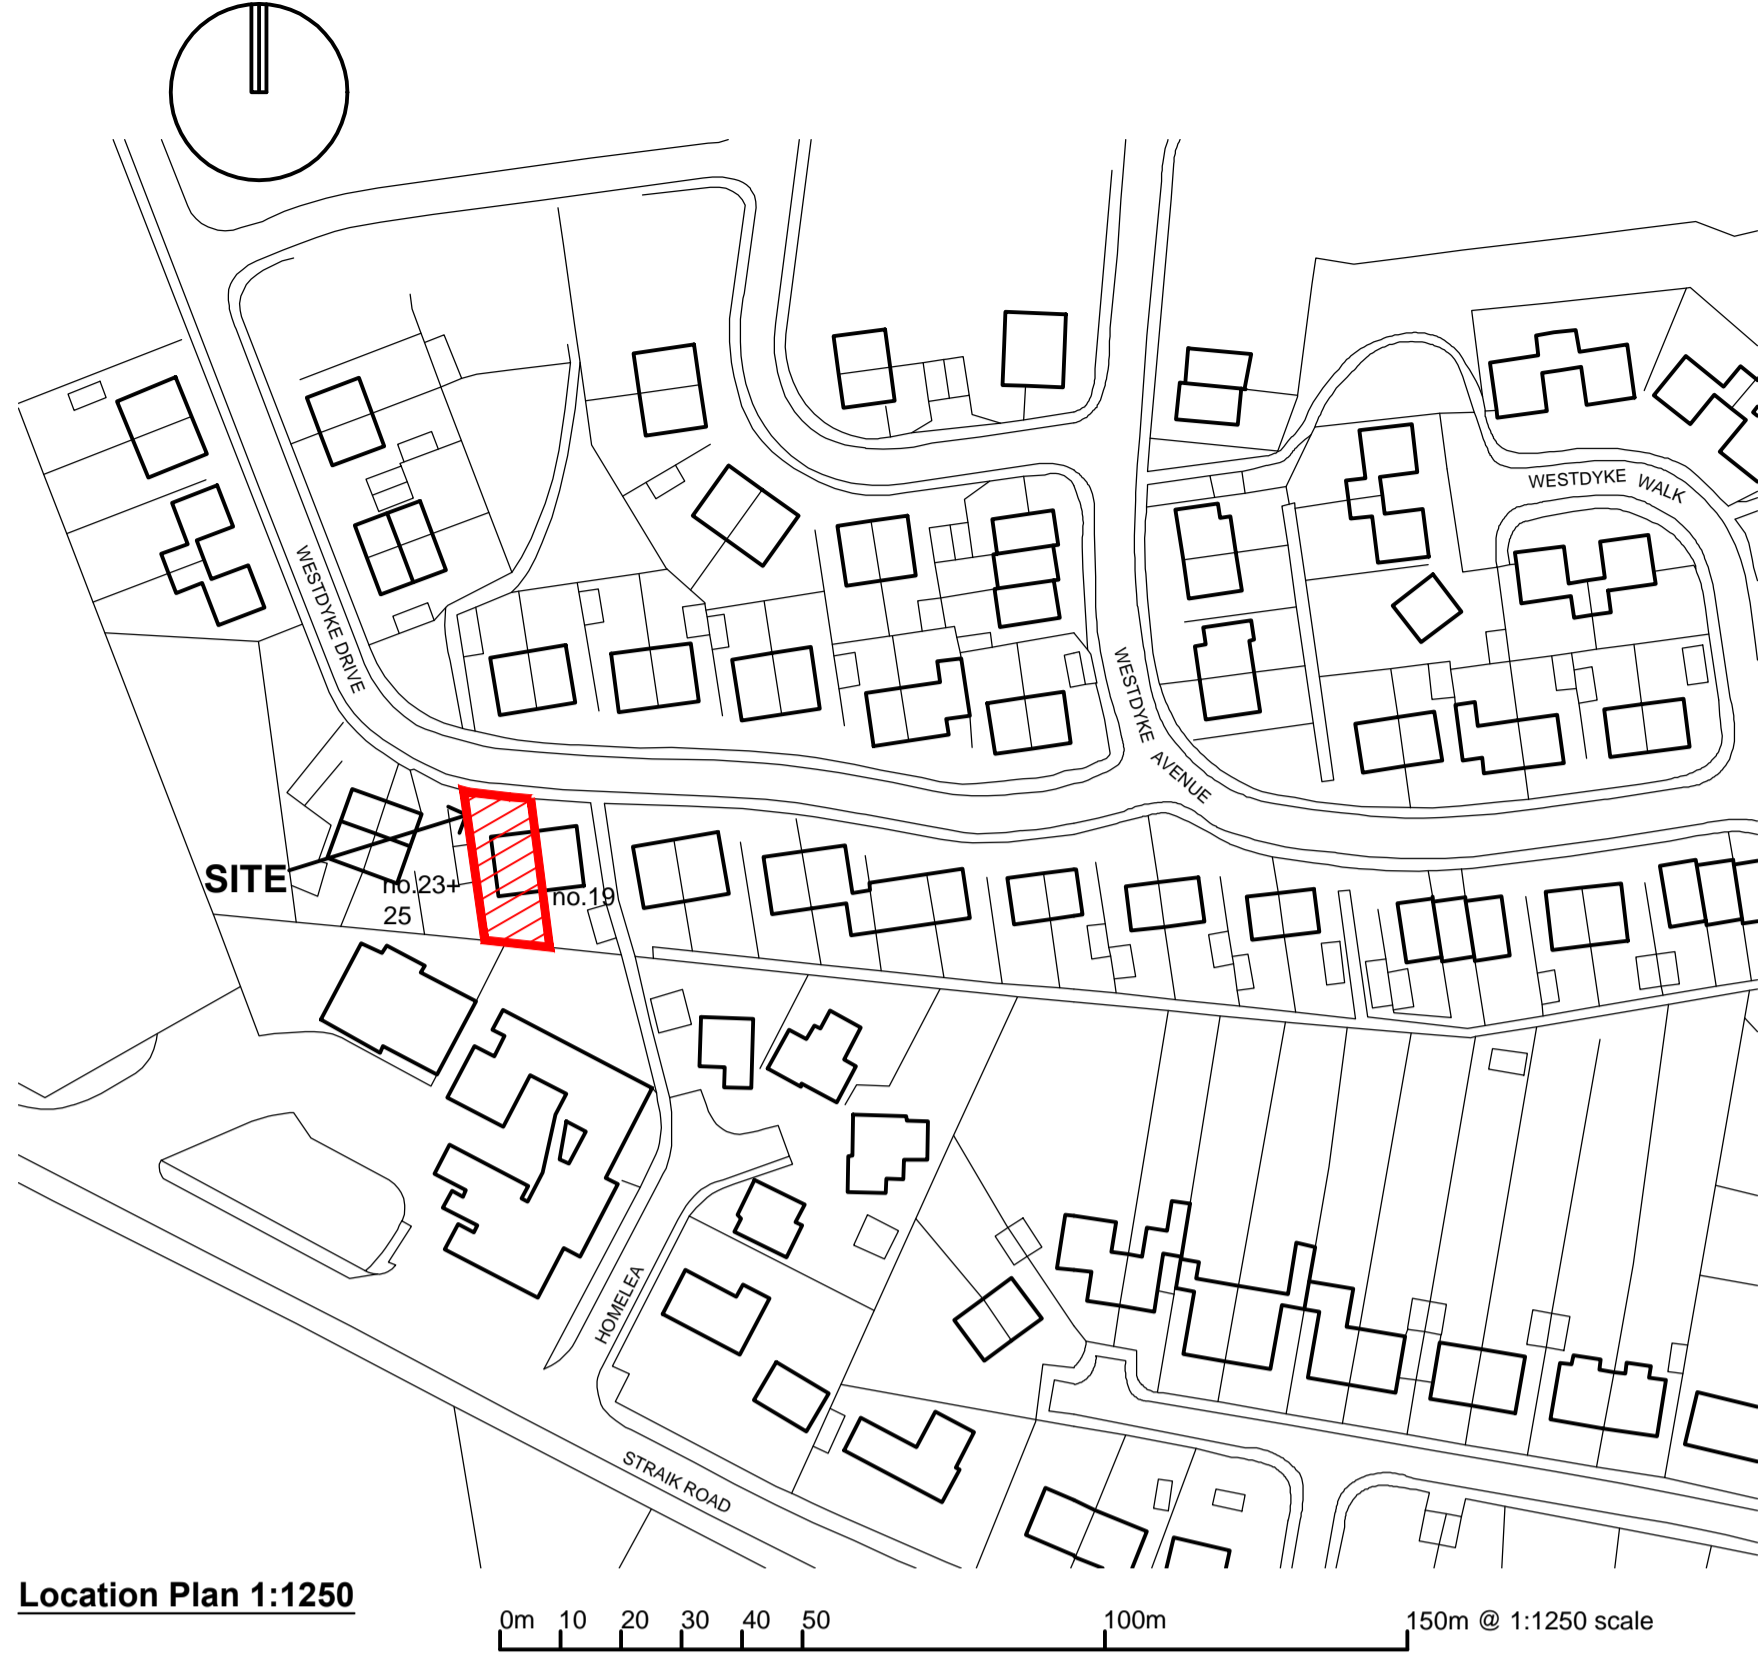 WESTDYKE WALK
WESTDYKE DRIVE
WESTDYKE AVENUE
SITE
no.23+
25
no.19
HOMELEA
STRAIK ROAD
Location Plan 1:1250
0m 10 20 30 40 50 100m 150m @ 1:1250 scale